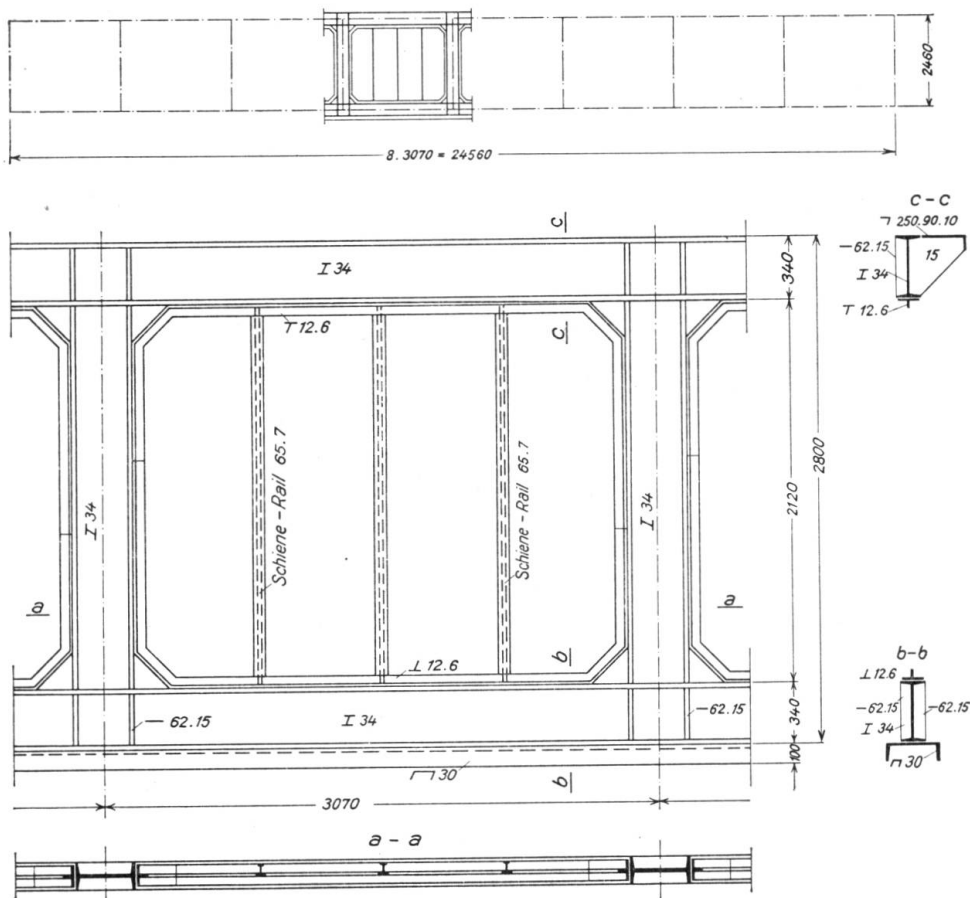 2460
8.3070 = 24560
c - c
ㄱ 250.90.10
— 62.15
15
I 34
T 12.6
c
I 34
340
T 12.6
c
Schiene - Rail 65.7
Schiene - Rail 65.7
I 34
I 34
2120
2800
a
a
b
⊥ 12.6
b-b
⊥ 12.6
— 62.15
— 62.15
I 34
⊓ 30
— 62.15
I 34
— 62.15
340
100
⊓ 30
b
3070
a - a